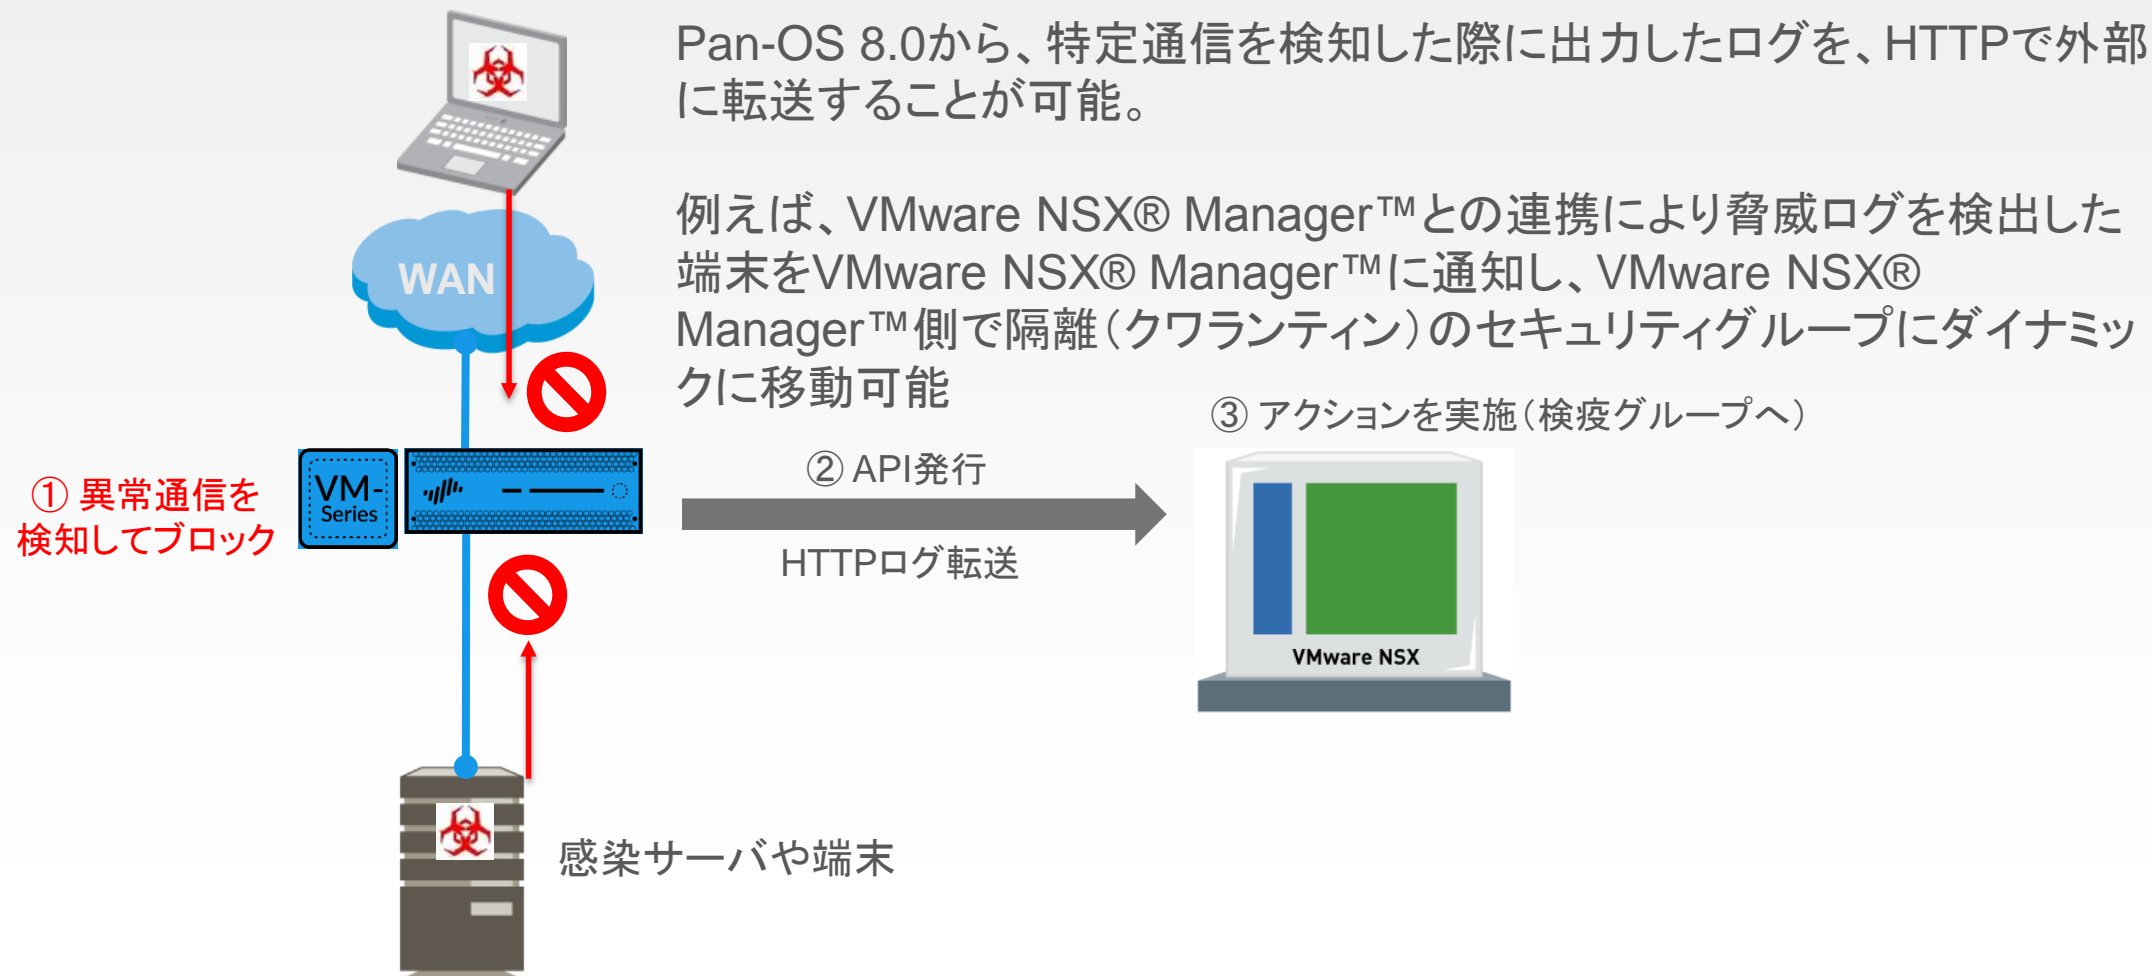 Pan-OS 8.0から、特定通信を検知した際に出力したログを、HTTPで外部
に転送することが可能。
例えば、VMware NSX® Manager™との連携により脅威ログを検出した
端末をVMware NSX® Manager™に通知し、VMware NSX®
Manager™側で隔離（クワランティン）のセキュリティグループにダイナミッ
クに移動可能
WAN
① 異常通信を
検知してブロック
VM-
Series
② API発行
HTTPログ転送
③ アクションを実施（検疫グループへ）
VMware NSX
感染サーバや端末